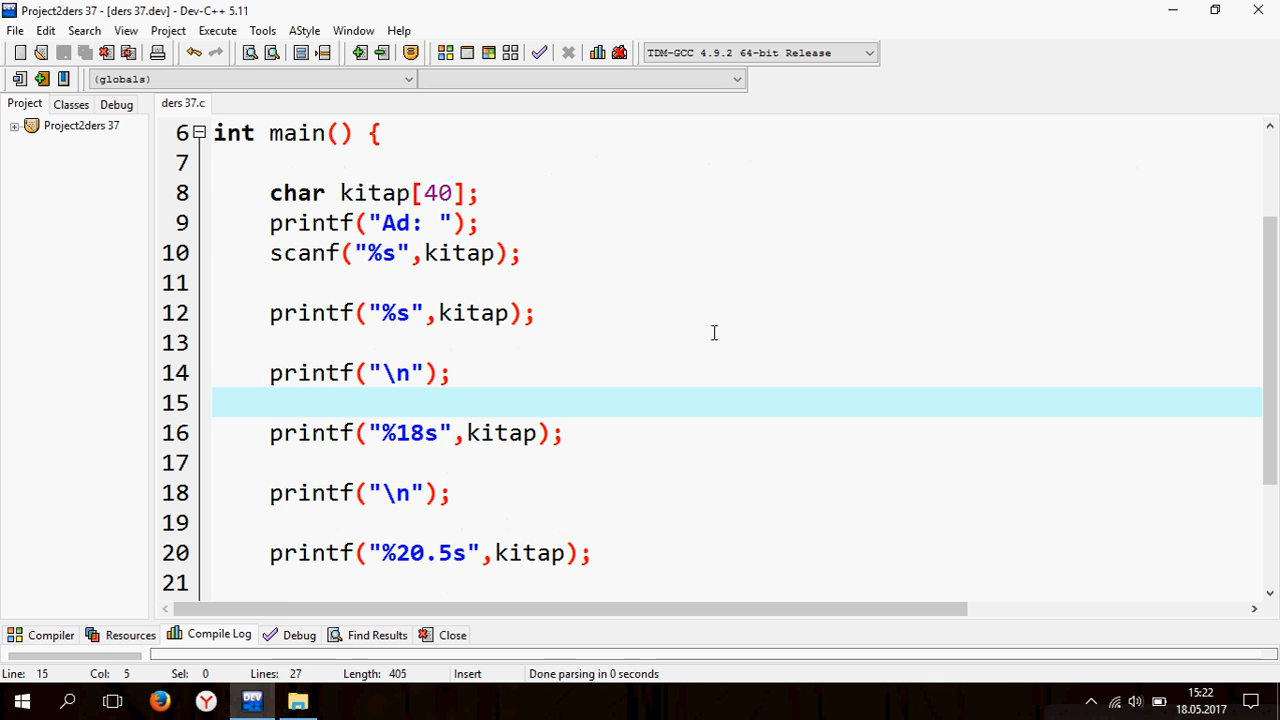 Project2ders 37 - [ders 37.dev] - Dev-C++ 5.11
File Edit Search View Project Execute Tools AStyle Window Help
TDM-GCC 4.9.2 64-bit Release
(globals)
Project Classes Debug
ders 37.c
Project2ders 37
6 int main() {
7
8 char kitap[40];
9 printf("Ad: ");
10 scanf("%s",kitap);
11
12 printf("%s",kitap);
13
14 printf("\n");
15
16 printf("%18s",kitap);
17
18 printf("\n");
19
20 printf("%20.5s",kitap);
21
Compiler Resources Compile Log Debug Find Results Close
Line: 15 Col: 5 Sel: 0 Lines: 27 Length: 405 Insert Done parsing in 0 seconds
DEV
15:22
18.05.2017